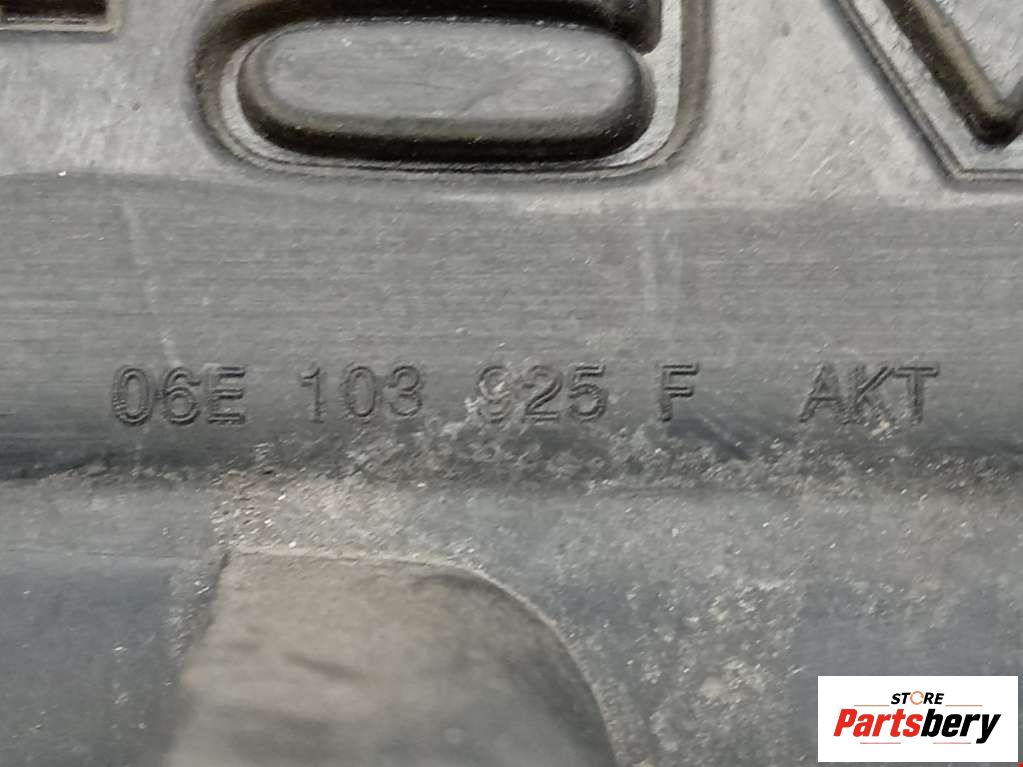 06E 103 925 F AKT
STORE
Partsbery